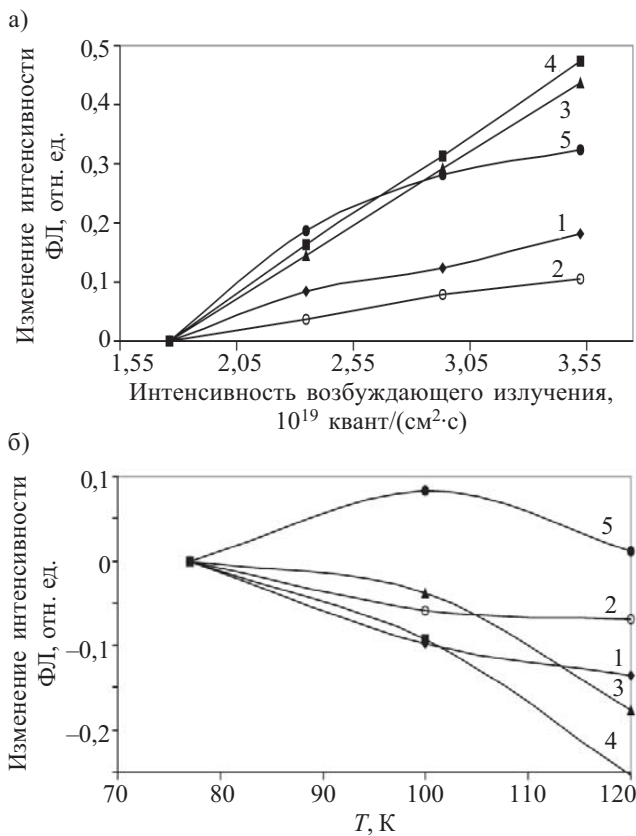 а)
Изменение интенсивности
ФЛ, отн. ед.
0,5
0,3
0,2
0,1
0
4
3
5
1
2
1,55 2,05 2,55 3,05 3,55
Интенсивность возбуждающего излучения,
10¹⁹ квант/(см²·с)
б)
Изменение интенсивности
ФЛ, отн. ед.
0,1
0
–0,1
–0,2
5
2
1
3
4
70 80 90 100 110 120
T, К